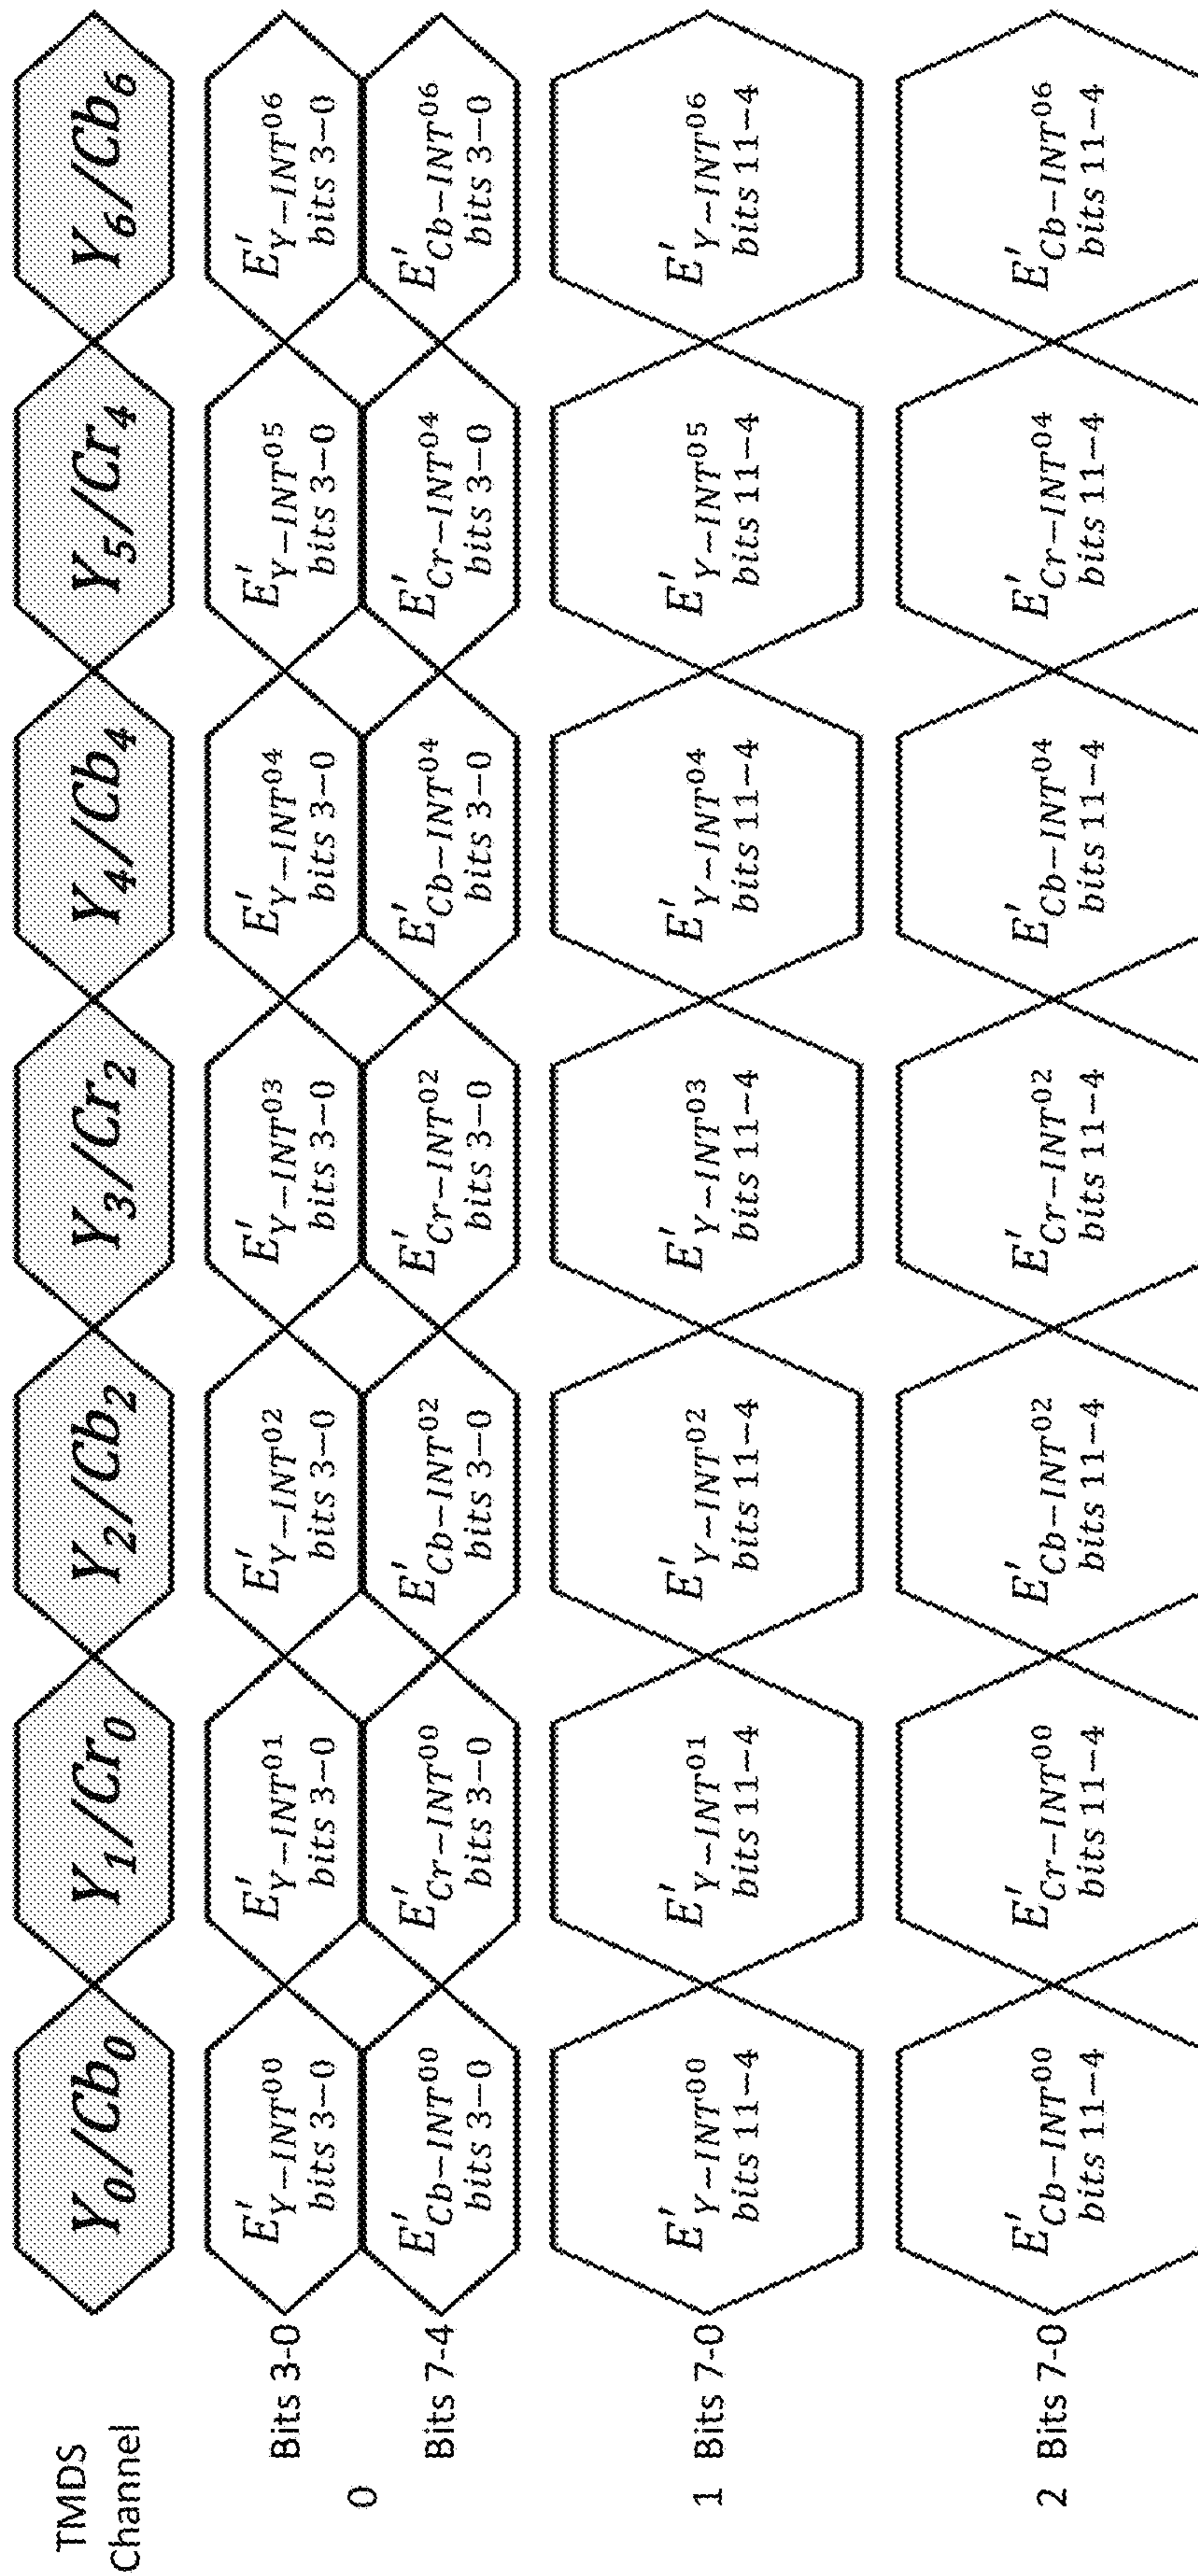 TMDS
Channel
Y₀/Cb₀ Y₁/Cr₀ Y₂/Cb₂ Y₃/Cr₂ Y₄/Cb₄ Y₅/Cr₄ Y₆/Cb₆
0
Bits 3-0
E'Y−INT⁰⁰ E'Y−INT⁰¹ E'Y−INT⁰² E'Y−INT⁰³ E'Y−INT⁰⁴ E'Y−INT⁰⁵ E'Y−INT⁰⁶
bits 3−0 bits 3−0 bits 3−0 bits 3−0 bits 3−0 bits 3−0 bits 3−0
Bits 7-4
E'Cb−INT⁰⁰ E'Cr−INT⁰⁰ E'Cb−INT⁰² E'Cr−INT⁰² E'Cb−INT⁰⁴ E'Cr−INT⁰⁴ E'Cb−INT⁰⁶
bits 3−0 bits 3−0 bits 3−0 bits 3−0 bits 3−0 bits 3−0 bits 3−0
1 Bits 7-0
E'Y−INT⁰⁰ E'Y−INT⁰¹ E'Y−INT⁰² E'Y−INT⁰³ E'Y−INT⁰⁴ E'Y−INT⁰⁵ E'Y−INT⁰⁶
bits 11−4 bits 11−4 bits 11−4 bits 11−4 bits 11−4 bits 11−4 bits 11−4
2 Bits 7-0
E'Cb−INT⁰⁰ E'Cr−INT⁰⁰ E'Cb−INT⁰² E'Cr−INT⁰² E'Cb−INT⁰⁴ E'Cr−INT⁰⁴ E'Cb−INT⁰⁶
bits 11−4 bits 11−4 bits 11−4 bits 11−4 bits 11−4 bits 11−4 bits 11−4